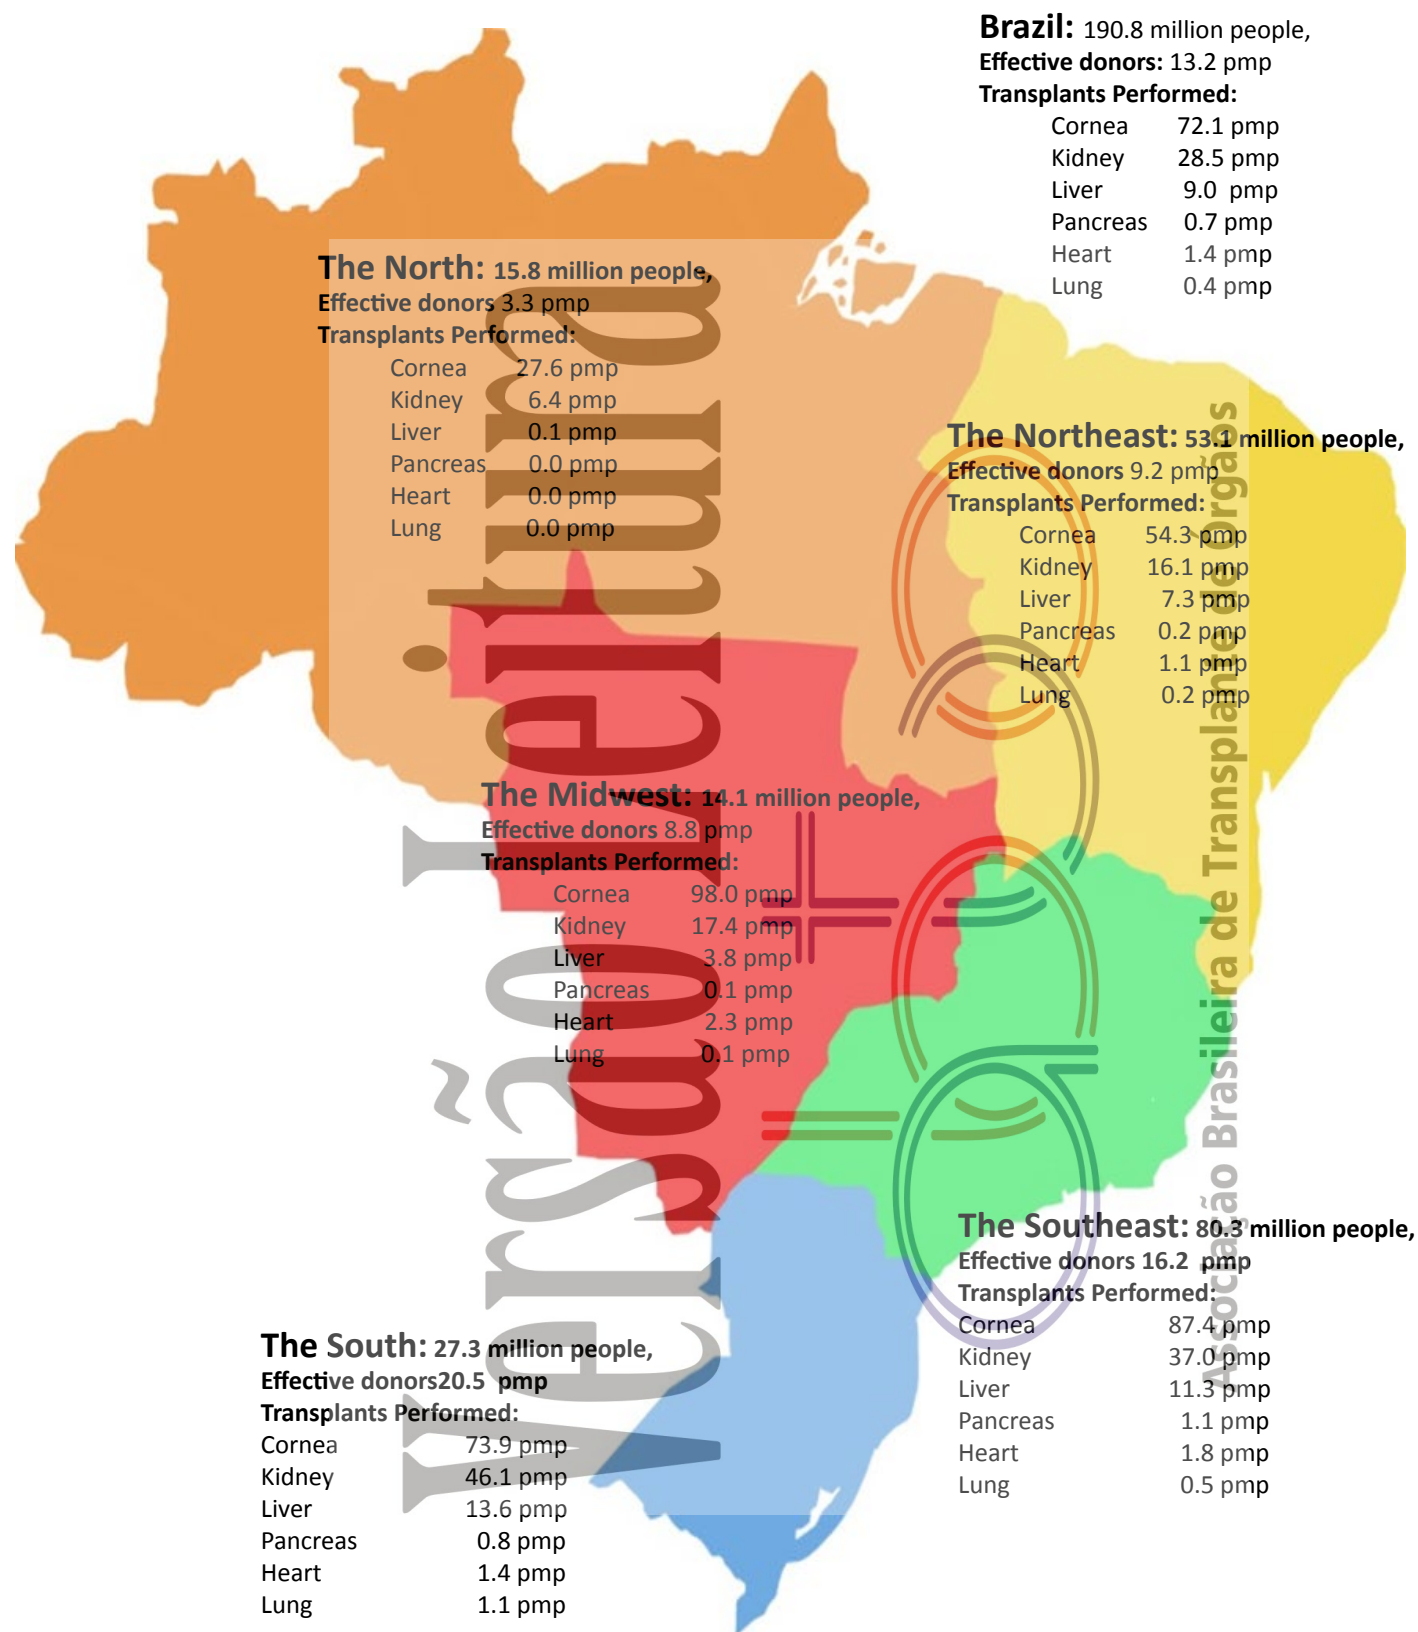 Brazil: 190.8 million people,
Effective donors: 13.2 pmp
Transplants Performed:
Cornea 72.1 pmp
Kidney 28.5 pmp
Liver 9.0 pmp
Pancreas 0.7 pmp
Heart 1.4 pmp
Lung 0.4 pmp
The North: 15.8 million people,
Effective donors 3.3 pmp
Transplants Performed:
Cornea 27.6 pmp
Kidney 6.4 pmp
Liver 0.1 pmp
Pancreas 0.0 pmp
Heart 0.0 pmp
Lung 0.0 pmp
The Northeast: 53.1 million people,
Effective donors 9.2 pmp
Transplants Performed:
Cornea 54.3 pmp
Kidney 16.1 pmp
Liver 7.3 pmp
Pancreas 0.2 pmp
Heart 1.1 pmp
Lung 0.2 pmp
The Midwest: 14.1 million people,
Effective donors 8.8 pmp
Transplants Performed:
Cornea 98.0 pmp
Kidney 17.4 pmp
Liver 3.8 pmp
Pancreas 0.1 pmp
Heart 2.3 pmp
Lung 0.1 pmp
The Southeast: 80.3 million people,
Effective donors 16.2 pmp
Transplants Performed:
Cornea 87.4 pmp
Kidney 37.0 pmp
Liver 11.3 pmp
Pancreas 1.1 pmp
Heart 1.8 pmp
Lung 0.5 pmp
The South: 27.3 million people,
Effective donors20.5 pmp
Transplants Performed:
Cornea 73.9 pmp
Kidney 46.1 pmp
Liver 13.6 pmp
Pancreas 0.8 pmp
Heart 1.4 pmp
Lung 1.1 pmp
Versão Leitura
Associação Brasileira de Transplante de Órgãos